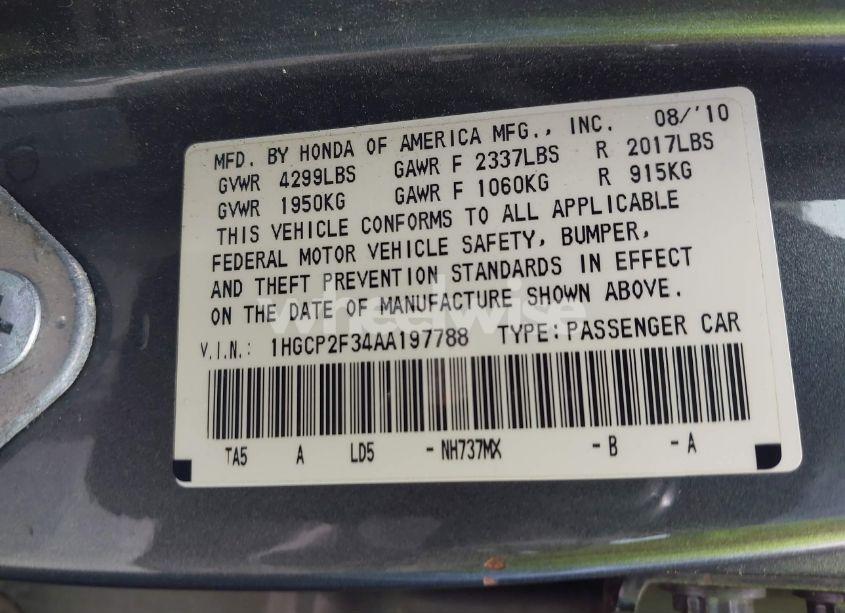 MFD. BY HONDA OF AMERICA MFG., INC. 08/'10
GVWR 4299LBS GAWR F 2337LBS R 2017LBS
GVWR 1950KG GAWR F 1060KG R 915KG
THIS VEHICLE CONFORMS TO ALL APPLICABLE
FEDERAL MOTOR VEHICLE SAFETY, BUMPER,
AND THEFT PREVENTION STANDARDS IN EFFECT
ON THE DATE OF MANUFACTURE SHOWN ABOVE.
wheelwise
V.I.N.: 1HGCP2F34AA197788 TYPE: PASSENGER CAR
TA5 A LD5 -NH737MX -B -A